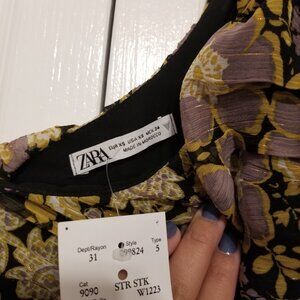 ZARA
EUR XS USA XS MEX 24
MADE IN MOROCCO
Dept/Rayon Style Type
31 99824 5
Cat
9090 STR STK
W1223